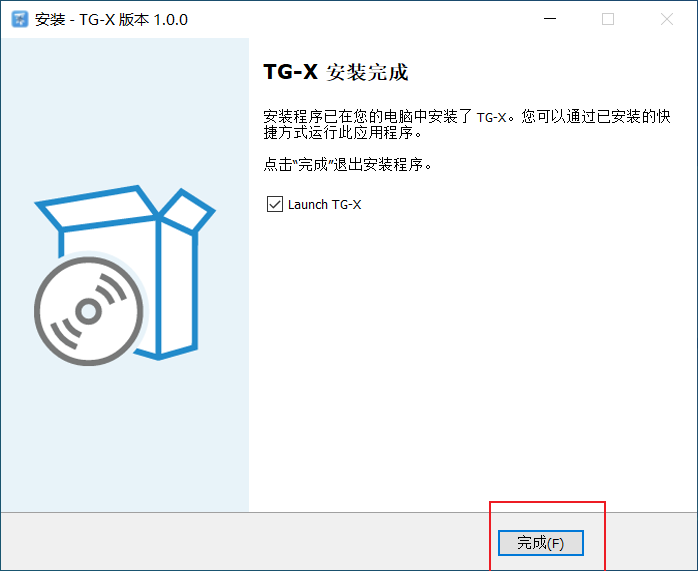 安装 - TG-X 版本 1.0.0
TG-X 安装完成
安装程序已在您的电脑中安装了 TG-X。您可以通过已安装的快
捷方式运行此应用程序。
点击“完成”退出安装程序。
Launch TG-X
完成(F)